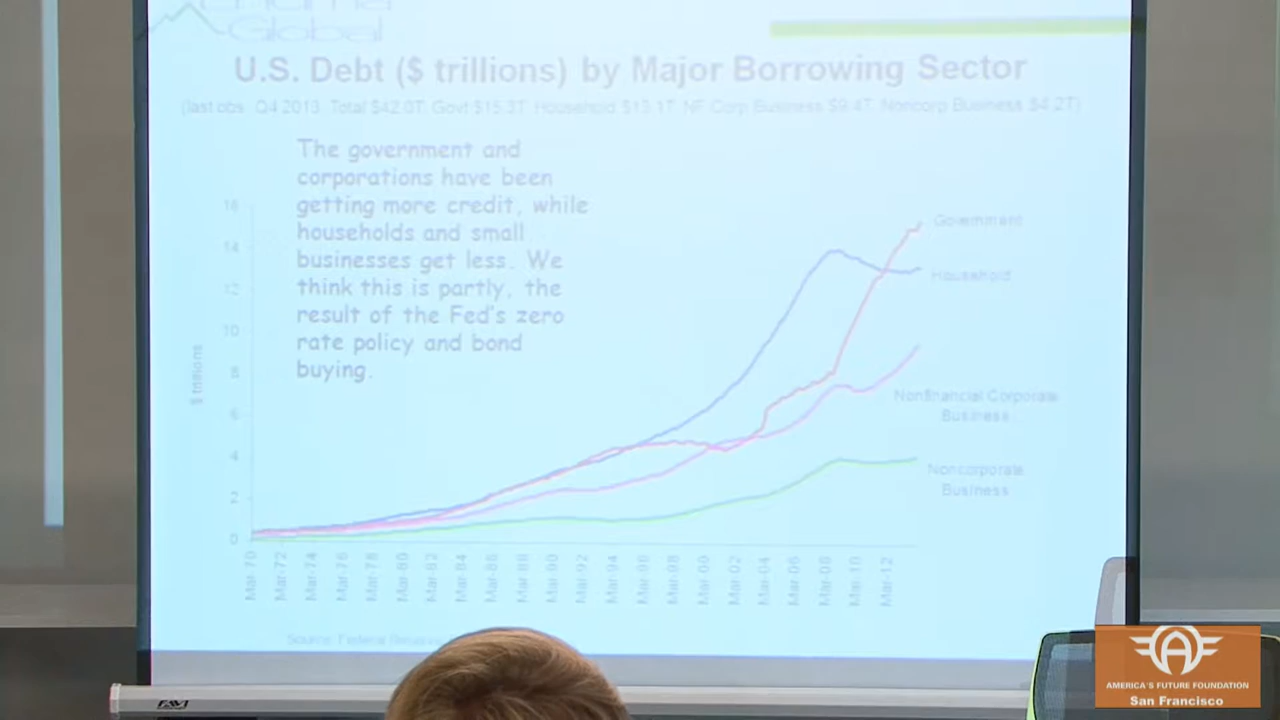 Global
U.S. Debt ($ trillions) by Major Borrowing Sector
(last obs. Q4 2013, Total $42.0T, Govt $15.3T Household $13.1T, NF Corp Business $9.4T, Noncorp Business $4.2T)
The government and
corporations have been
getting more credit, while
households and small
businesses get less. We
think this is partly, the
result of the Fed's zero
rate policy and bond
buying.
$ trillions
16
14
12
10
8
6
4
2
0
Government
Household
Nonfinancial Corporate
Business
Noncorporate
Business
Mar-70 Mar-72 Mar-74 Mar-76 Mar-78 Mar-80 Mar-82 Mar-84 Mar-86 Mar-88 Mar-90 Mar-92 Mar-94 Mar-96 Mar-98 Mar-00 Mar-02 Mar-04 Mar-06 Mar-08 Mar-10 Mar-12
Source: Federal Reserve
FAVI
AMERICA'S FUTURE FOUNDATION
San Francisco